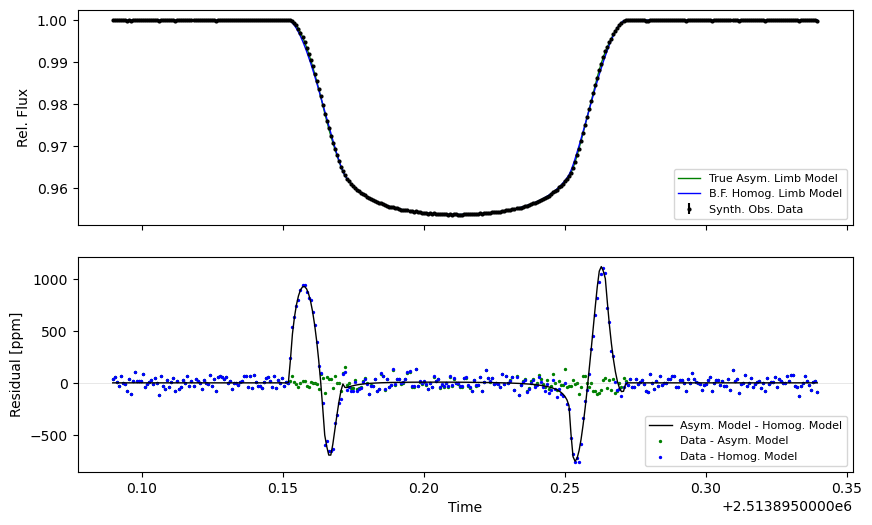 1.00
0.99
0.98
0.97
0.96
Rel. Flux
True Asym. Limb Model
B.F. Homog. Limb Model
Synth. Obs. Data
1000
500
0
−500
Residual [ppm]
Asym. Model - Homog. Model
Data - Asym. Model
Data - Homog. Model
0.10
0.15
0.20
0.25
0.30
0.35
Time
+2.5138950000e6